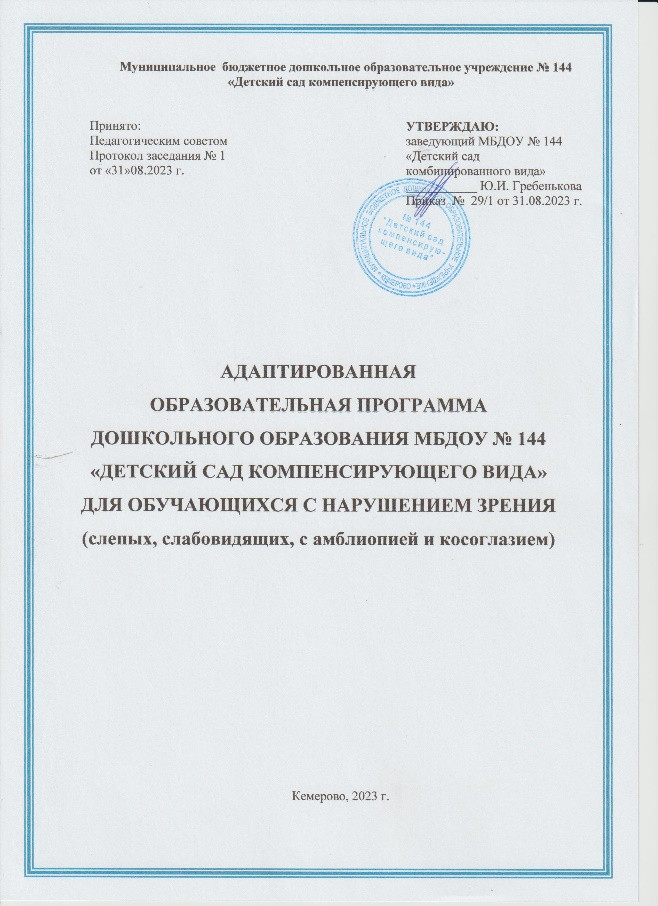 Муниципальное бюджетное дошкольное образовательное учреждение № 144
«Детский сад компенсирующего вида»
Принято:
Педагогическим советом
Протокол заседания № 1
от «31»08.2023 г.
УТВЕРЖДАЮ:
заведующий МБДОУ № 144
«Детский сад
комбинированного вида»
___________ Ю.И. Гребенькова
Приказ № 29/1 от 31.08.2023 г.
№ 144
"Детский сад
компенсирую-
щего вида"
АДАПТИРОВАННАЯ
ОБРАЗОВАТЕЛЬНАЯ ПРОГРАММА
ДОШКОЛЬНОГО ОБРАЗОВАНИЯ МБДОУ № 144
«ДЕТСКИЙ САД КОМПЕНСИРУЮЩЕГО ВИДА»
ДЛЯ ОБУЧАЮЩИХСЯ С НАРУШЕНИЕМ ЗРЕНИЯ
(слепых, слабовидящих, с амблиопией и косоглазием)
Кемерово, 2023 г.